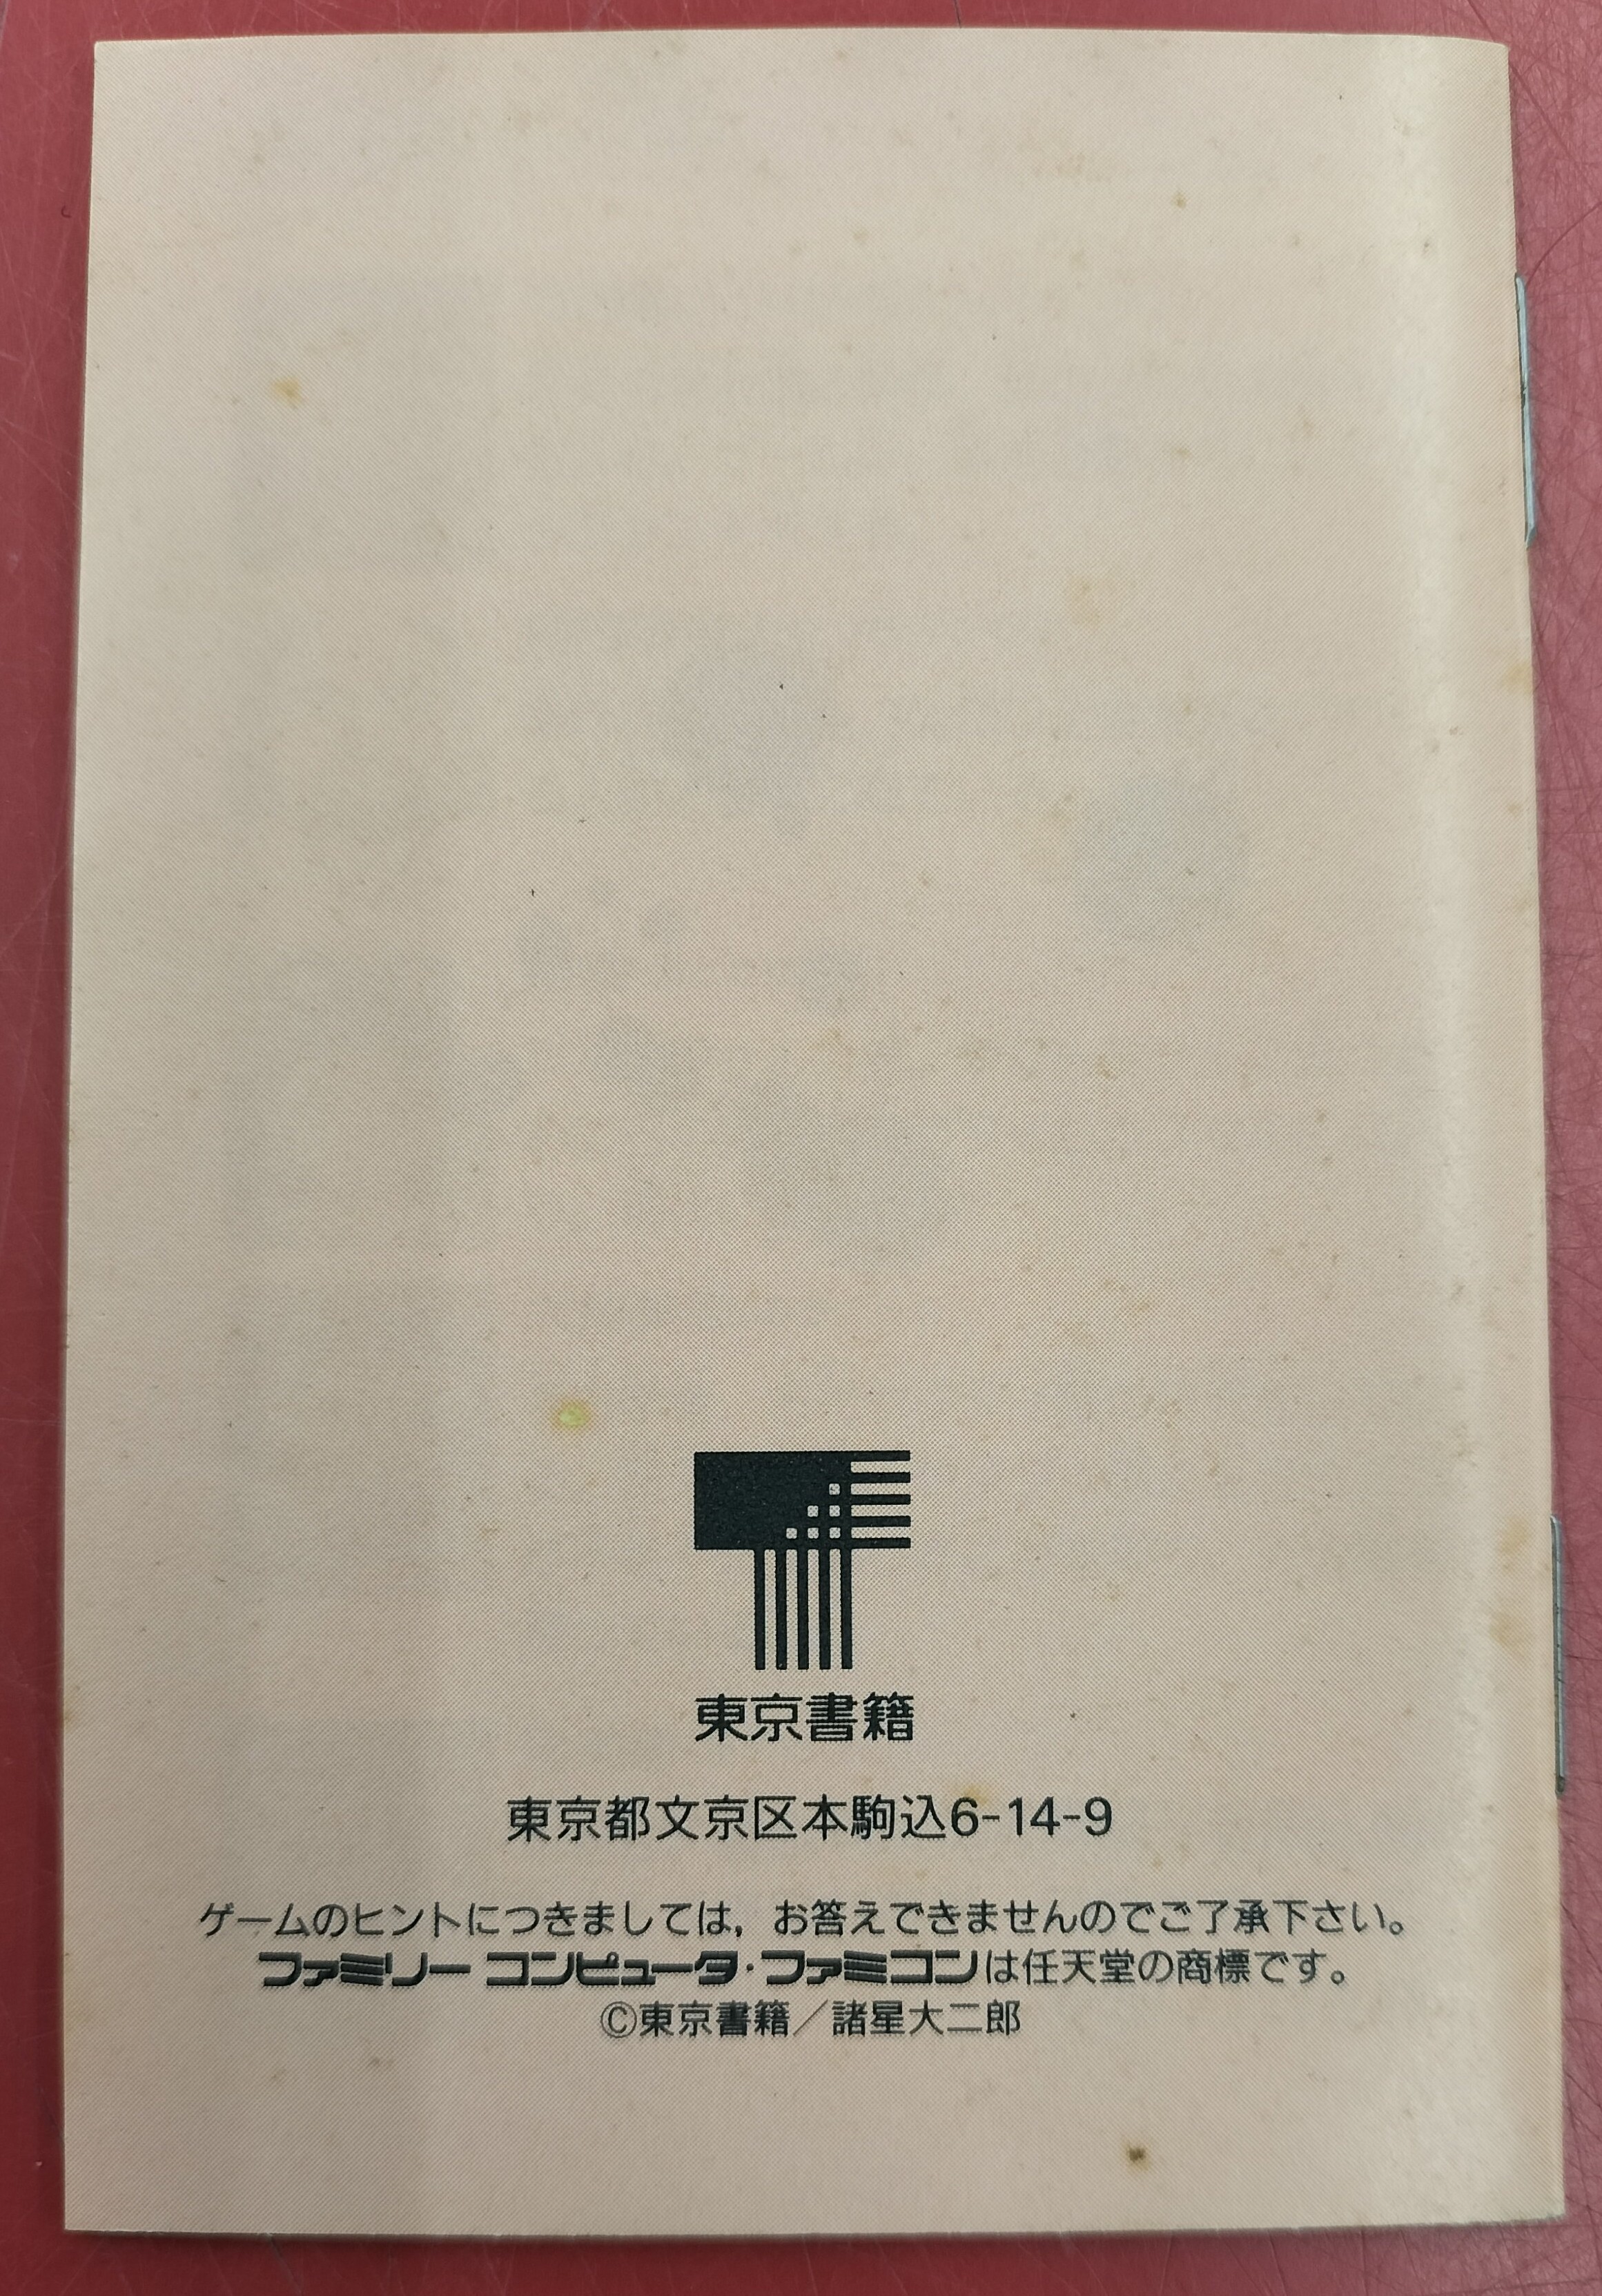 東京書籍
東京都文京区本駒込6-14-9
ゲームのヒントにつきましては，お答えできませんのでご了承下さい。
ファミリー コンピュータ・ファミコンは任天堂の商標です。
©東京書籍／諸星大二郎